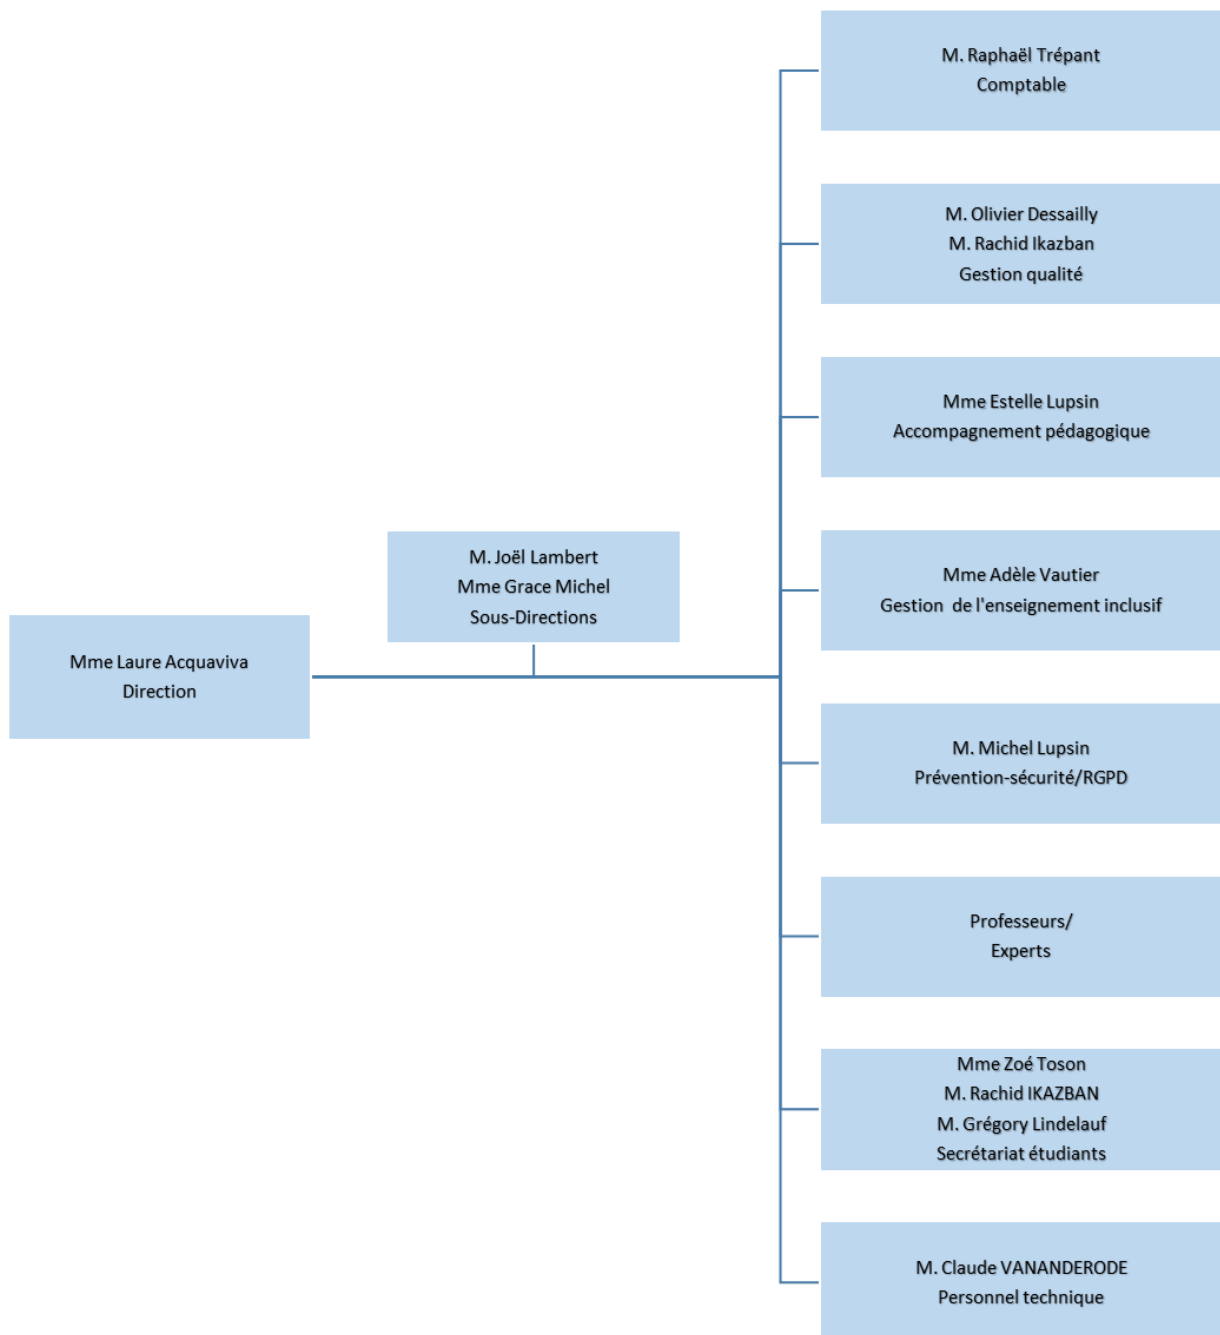 M. Raphaël Trépant
Comptable
M. Olivier Dessailly
M. Rachid Ikazban
Gestion qualité
Mme Estelle Lupsin
Accompagnement pédagogique
M. Joël Lambert
Mme Grace Michel
Sous-Directions
Mme Adèle Vautier
Gestion  de l'enseignement inclusif
Mme Laure Acquaviva
Direction
M. Michel Lupsin
Prévention-sécurité/RGPD
Professeurs/
Experts
Mme Zoé Toson
M. Rachid IKAZBAN
M. Grégory Lindelauf
Secrétariat étudiants
M. Claude VANANDERODE
Personnel technique